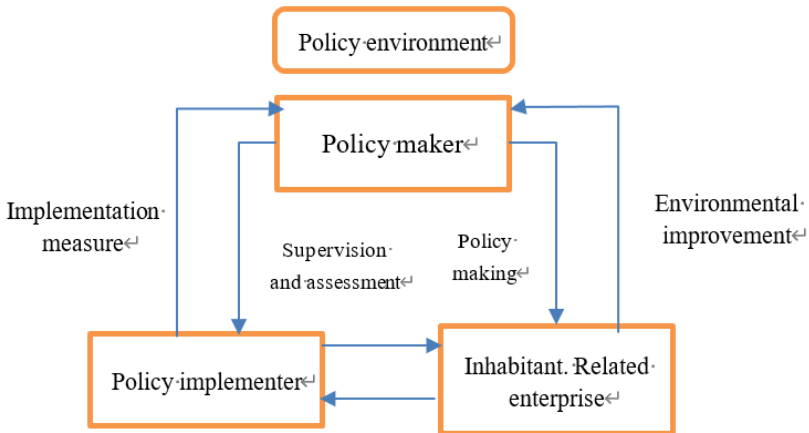 Policy environment
Policy maker
Implementation
measure
Supervision
and assessment
Policy
making
Environmental
improvement
Policy implementer
Inhabitant. Related
enterprise